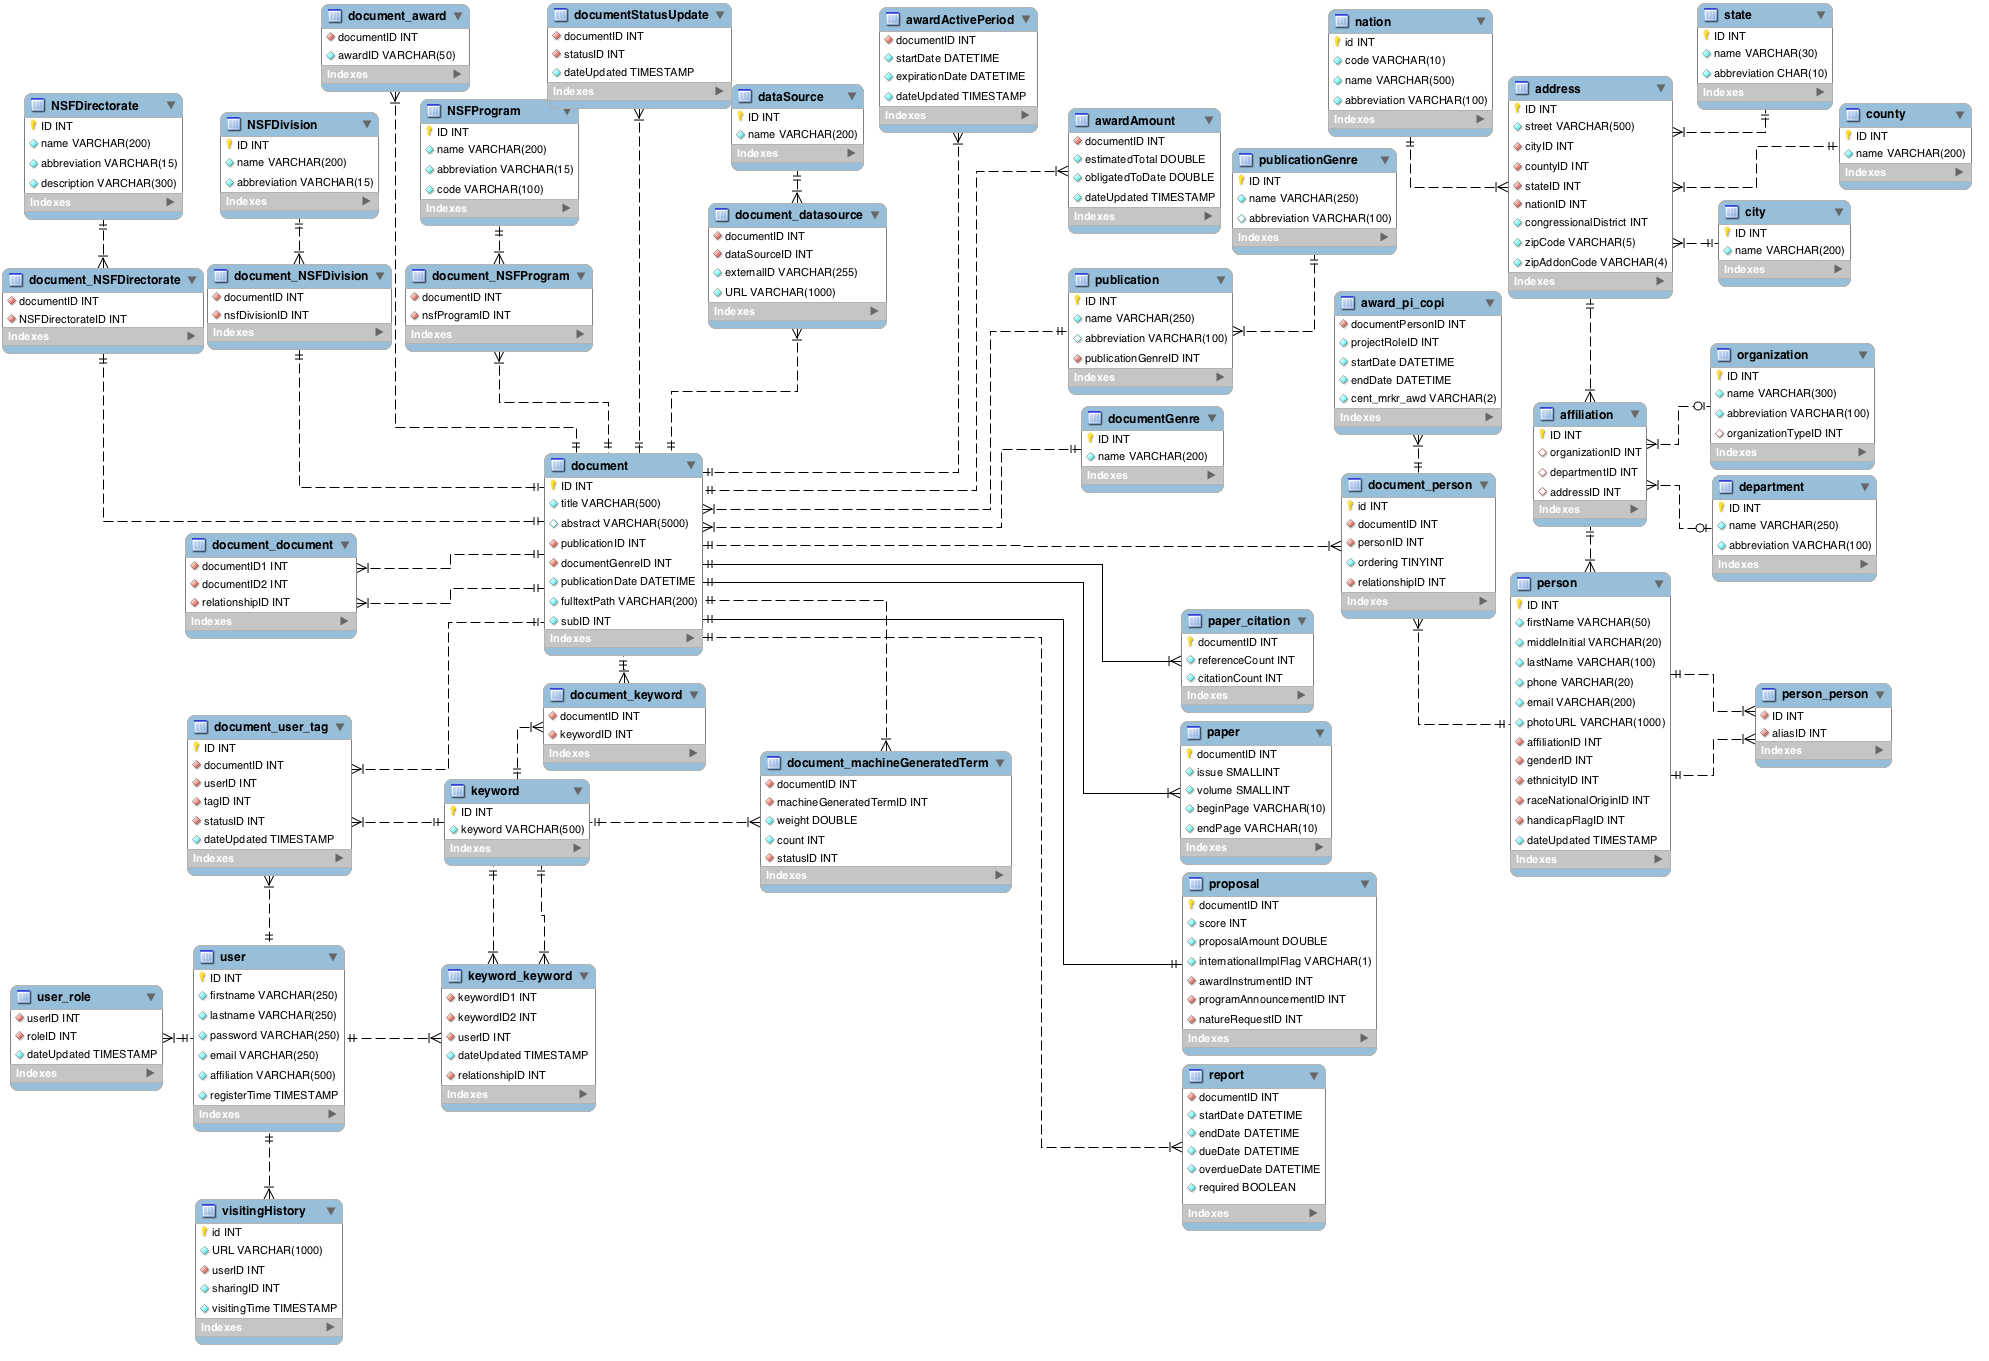 document_award
documentID INT
awardID VARCHAR(50)
Indexes
documentStatusUpdate
documentID INT
statusID INT
dateUpdated TIMESTAMP
Indexes
awardActivePeriod
documentID INT
startDate DATETIME
expirationDate DATETIME
dateUpdated TIMESTAMP
Indexes
nation
id INT
code VARCHAR(10)
name VARCHAR(500)
abbreviation VARCHAR(100)
Indexes
state
ID INT
name VARCHAR(30)
abbreviation CHAR(10)
Indexes
NSFDirectorate
ID INT
name VARCHAR(200)
abbreviation VARCHAR(15)
description VARCHAR(300)
Indexes
NSFDivision
ID INT
name VARCHAR(200)
abbreviation VARCHAR(15)
Indexes
NSFProgram
ID INT
name VARCHAR(200)
abbreviation VARCHAR(15)
code VARCHAR(100)
Indexes
dataSource
ID INT
name VARCHAR(200)
Indexes
awardAmount
documentID INT
estimatedTotal DOUBLE
obligatedToDate DOUBLE
dateUpdated TIMESTAMP
Indexes
publicationGenre
ID INT
name VARCHAR(250)
abbreviation VARCHAR(100)
Indexes
address
ID INT
street VARCHAR(500)
cityID INT
countyID INT
stateID INT
nationID INT
congressionalDistrict INT
zipCode VARCHAR(5)
zipAddonCode VARCHAR(4)
Indexes
county
ID INT
name VARCHAR(200)
Indexes
city
ID INT
name VARCHAR(200)
Indexes
document_NSFDirectorate
documentID INT
NSFDirectorateID INT
Indexes
document_NSFDivision
documentID INT
nsfDivisionID INT
Indexes
document_NSFProgram
documentID INT
nsfProgramID INT
Indexes
document_datasource
documentID INT
dataSourceID INT
externalID VARCHAR(255)
URL VARCHAR(1000)
Indexes
publication
ID INT
name VARCHAR(250)
abbreviation VARCHAR(100)
publicationGenreID INT
Indexes
award_pi_copi
documentPersonID INT
projectRoleID INT
startDate DATETIME
endDate DATETIME
cent_mrkr_awd VARCHAR(2)
Indexes
organization
ID INT
name VARCHAR(300)
abbreviation VARCHAR(100)
organizationTypeID INT
Indexes
documentGenre
ID INT
name VARCHAR(200)
Indexes
affiliation
ID INT
organizationID INT
departmentID INT
addressID INT
Indexes
department
ID INT
name VARCHAR(250)
abbreviation VARCHAR(100)
Indexes
document
ID INT
title VARCHAR(500)
abstract VARCHAR(5000)
publicationID INT
documentGenreID INT
publicationDate DATETIME
fulltextPath VARCHAR(200)
subID INT
Indexes
document_person
id INT
documentID INT
personID INT
ordering TINYINT
relationshipID INT
Indexes
document_document
documentID1 INT
documentID2 INT
relationshipID INT
Indexes
person
ID INT
firstName VARCHAR(50)
middleInitial VARCHAR(20)
lastName VARCHAR(100)
phone VARCHAR(20)
email VARCHAR(200)
photoURL VARCHAR(1000)
affiliationID INT
genderID INT
ethnicityID INT
raceNationalOriginID INT
handicapFlagID INT
dateUpdated TIMESTAMP
Indexes
person_person
ID INT
aliasID INT
Indexes
paper_citation
documentID INT
referenceCount INT
citationCount INT
Indexes
document_keyword
documentID INT
keywordID INT
Indexes
document_user_tag
ID INT
documentID INT
userID INT
tagID INT
statusID INT
dateUpdated TIMESTAMP
Indexes
keyword
ID INT
keyword VARCHAR(500)
Indexes
document_machineGeneratedTerm
documentID INT
machineGeneratedTermID INT
weight DOUBLE
count INT
statusID INT
Indexes
paper
documentID INT
issue SMALLINT
volume SMALLINT
beginPage VARCHAR(10)
endPage VARCHAR(10)
Indexes
proposal
documentID INT
score INT
proposalAmount DOUBLE
internationalImplFlag VARCHAR(1)
awardInstrumentID INT
programAnnouncementID INT
natureRequestID INT
Indexes
user_role
userID INT
roleID INT
dateUpdated TIMESTAMP
Indexes
user
ID INT
firstname VARCHAR(250)
lastname VARCHAR(250)
password VARCHAR(250)
email VARCHAR(250)
affiliation VARCHAR(500)
registerTime TIMESTAMP
Indexes
keyword_keyword
keywordID1 INT
keywordID2 INT
userID INT
dateUpdated TIMESTAMP
relationshipID INT
Indexes
report
documentID INT
startDate DATETIME
endDate DATETIME
dueDate DATETIME
overdueDate DATETIME
required BOOLEAN
Indexes
visitingHistory
id INT
URL VARCHAR(1000)
userID INT
sharingID INT
visitingTime TIMESTAMP
Indexes